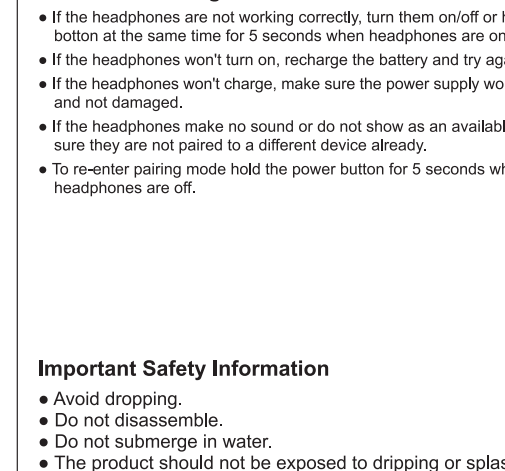 ● If the headphones are not working correctly, turn them on/off or
botton at the same time for 5 seconds when headphones are on
● If the headphones won't turn on, recharge the battery and try
● If the headphones won't charge, make sure the power supply
and not damaged.
● If the headphones make no sound or do not show as an
sure they are not paired to a different device already.
● To re-enter pairing mode hold the power button for 5 seconds
headphones are off.
Important Safety Information
● Avoid dropping.
● Do not disassemble.
● Do not submerge in water.
● The product should not be exposed to dripping or